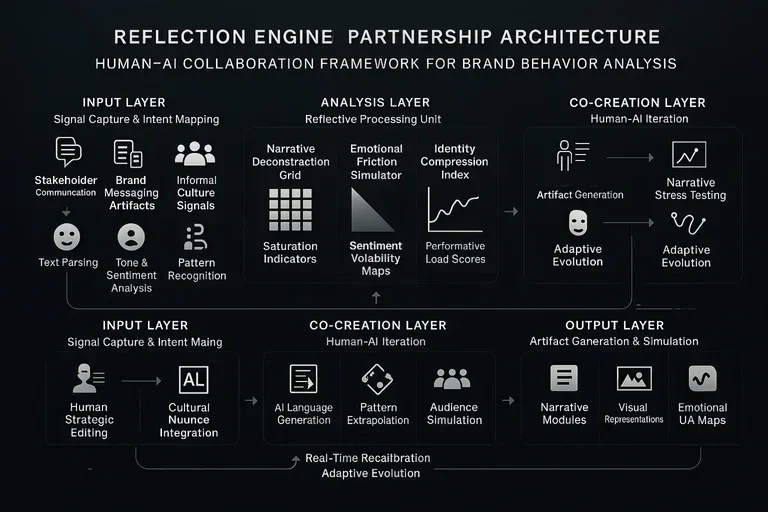 REFLECTION ENGINE PARTNERSHIP ARCHITECTURE
HUMAN–AI COLLABORATION FRAMEWORK FOR BRAND BEHAVIOR ANALYSIS
INPUT LAYER
Signal Capture & Intent Mapping
Stakeholder
Communcation
Brand
Messaging
Artifacts
Informal
Culture
Signals
Text Parsing
Tone &
Sentiment
Analysis
Pattern
Recognition
ANALYSIS LAYER
Reflective Processing Unit
Narrative
Deconstraction
Grid
Emotional
Friction
Simulator
Identity
Compression
Index
Saturation
Indicators
Sentiment
Volability
Maps
Performative
Load Scores
CO-CREATION LAYER
Human-AI Iteration
Artifact Generation
Narrative
Stress Testing
Adaptive
Evolution
Adaptive
Evolution
INPUT LAYER
Signal Capture & Intent Maing
Human
Strategic
Editing
AL
Cultural
Nuunce
Integration
CO-CREATION LAYER
Human-AI Iteration
AI Language
Generation
Pattern
Extrapolation
Audience
Simulation
OUTPUT LAYER
Artifact Generation & Simulation
Narrative
Modules
Visual
Representations
Emotional
UA Maps
Real-Time Recailbration
Adaptive Evolution